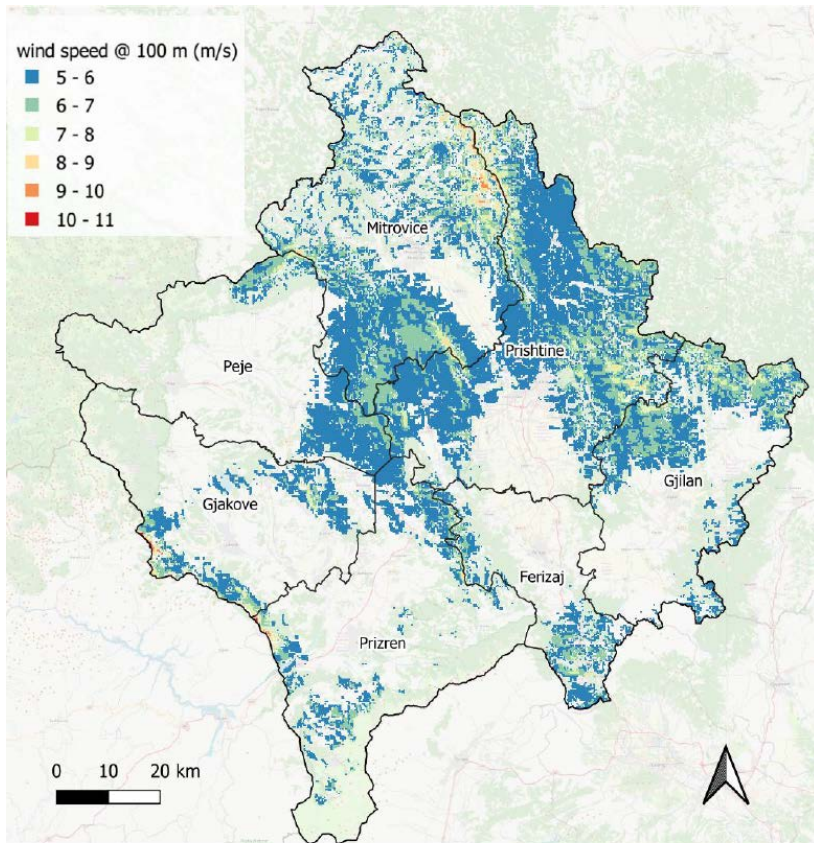 wind speed @ 100 m (m/s)
5 - 6
6 - 7
7 - 8
8 - 9
9 - 10
10 - 11
Mitrovice
Prishtine
Peje
Gjakove
Gjilan
Ferizaj
Prizren
0 10 20 km